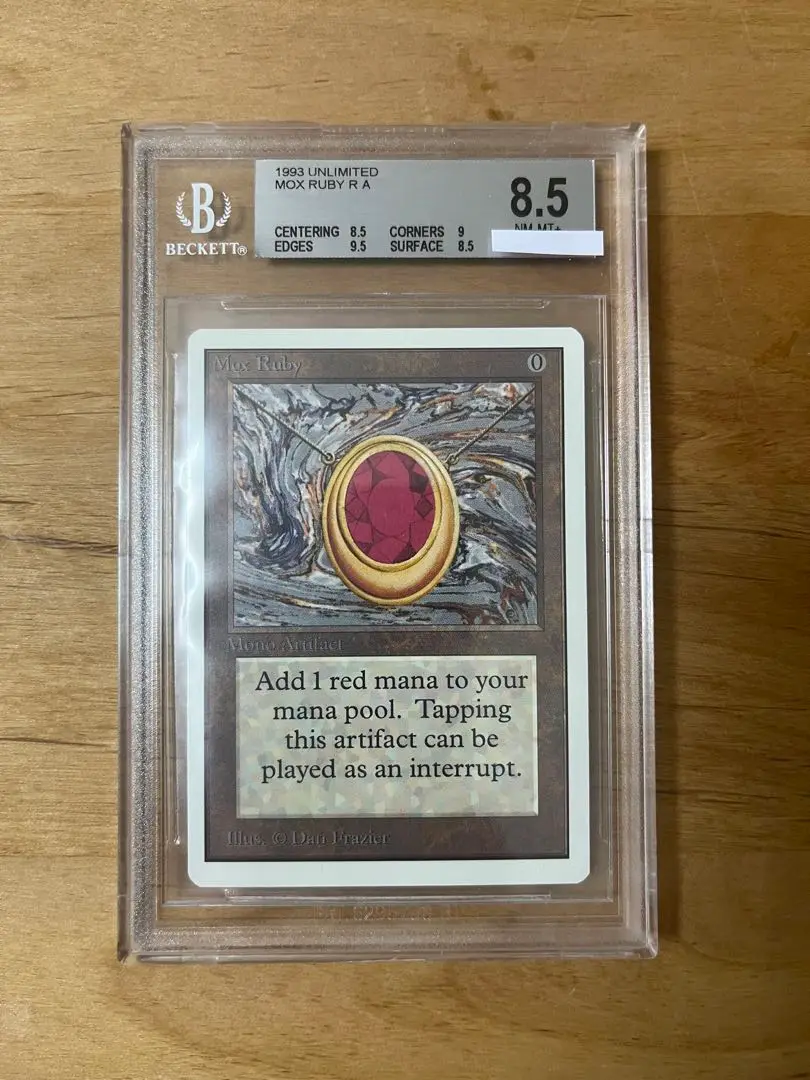 1993 UNLIMITED
MOX RUBY R A
8.5
NM-MT+
CENTERING 8.5 CORNERS 9
EDGES 9.5 SURFACE 8.5
B
BECKETT®
Mox Ruby 0
Mono Artifact
Add 1 red mana to your
mana pool. Tapping
this artifact can be
played as an interrupt.
Illus. © Dan Frazier